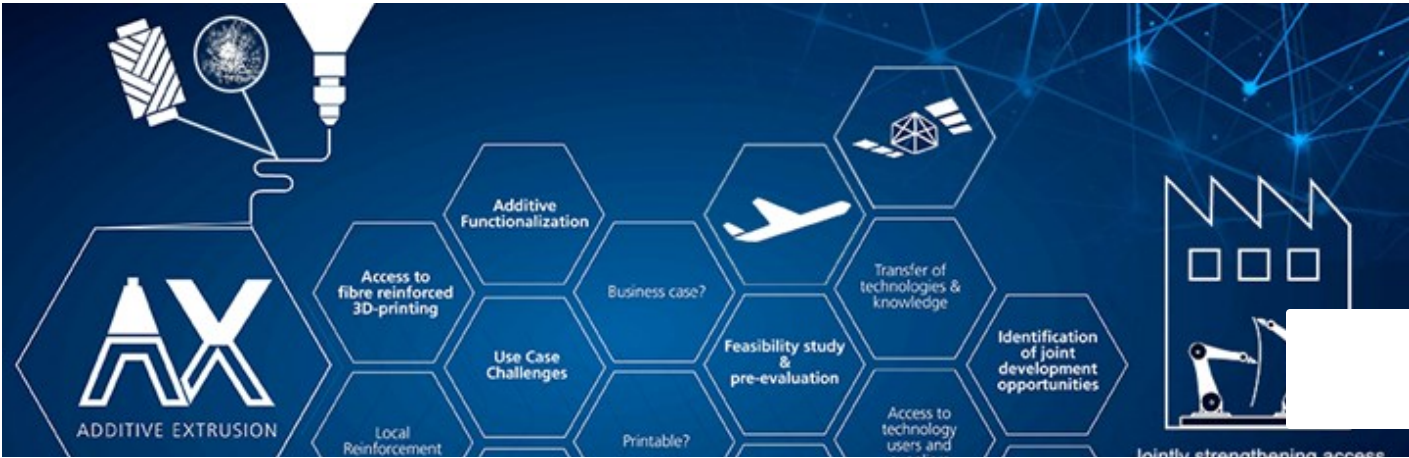 AX
ADDITIVE EXTRUSION
Access to
fibre reinforced
3D-printing
Local
Reinforcement
Additive
Functionalization
Use Case
Challenges
Business case?
Printable?
Feasibility study
&
pre-evaluation
Transfer of
technologies &
knowledge
Access to
technology
users and
Identification
of joint
development
opportunities
Jointly strengthening access